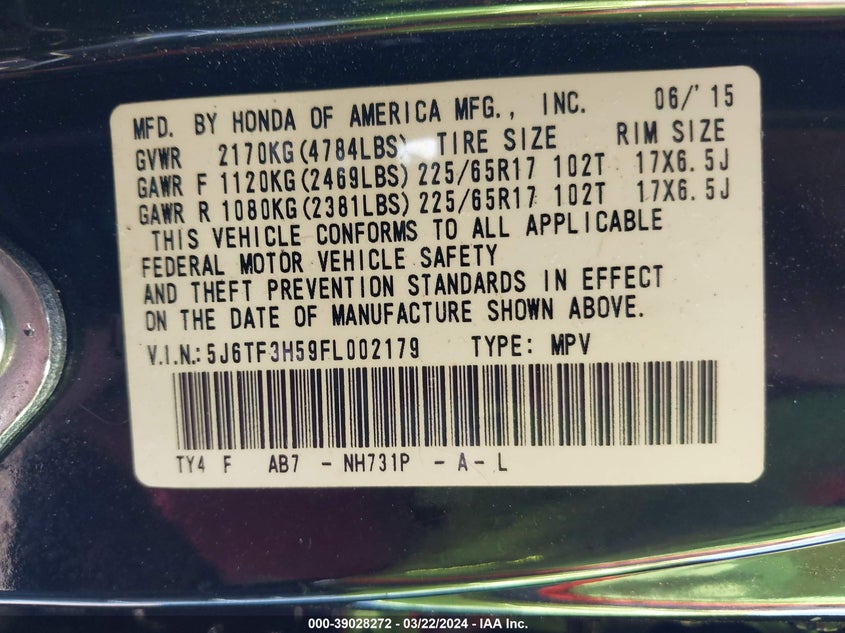 MFD. BY HONDA OF AMERICA MFG., INC. 06/'15
GVWR 2170KG(4784LBS) TIRE SIZE RIM SIZE
GAWR F 1120KG(2469LBS) 225/65R17 102T 17X6.5J
GAWR R 1080KG(2381LBS) 225/65R17 102T 17X6.5J
THIS VEHICLE CONFORMS TO ALL APPLICABLE
FEDERAL MOTOR VEHICLE SAFETY
AND THEFT PREVENTION STANDARDS IN EFFECT
ON THE DATE OF MANUFACTURE SHOWN ABOVE.
V.I.N.: 5J6TF3H59FL002179 TYPE: MPV
TY4 F AB7 - NH731P - A - L
000-39028272 - 03/22/2024 - IAA Inc.